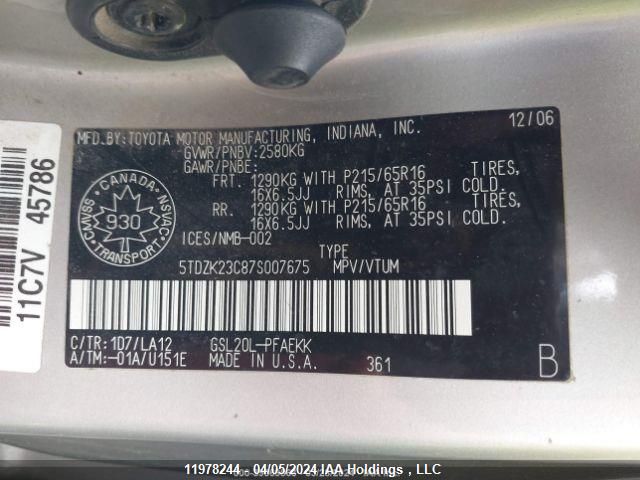 MFD.BY:TOYOTA MOTOR MANUFACTURING, INDIANA, INC. 12/06
GVWR/PNBV:2580KG
GAWR/PNBE:
FRT. 1290KG WITH P215/65R16 TIRES,
16X6.5JJ RIMS, AT 35PSI COLD.
RR. 1290KG WITH P215/65R16 TIRES,
16X6.5JJ RIMS, AT 35PSI COLD.
ICES/NMB-002
TYPE
5TDZK23C87S007675 MPV/VTUM
C/TR:1D7/LA12 GSL20L-PFAEKK
A/TM:-01A/U151E MADE IN U.S.A. 361 B
CANADA
CMVSS
930
NSVAC
TRANSPORT
11C7V 45786
11978244 - 04/05/2024 IAA Holdings , LLC